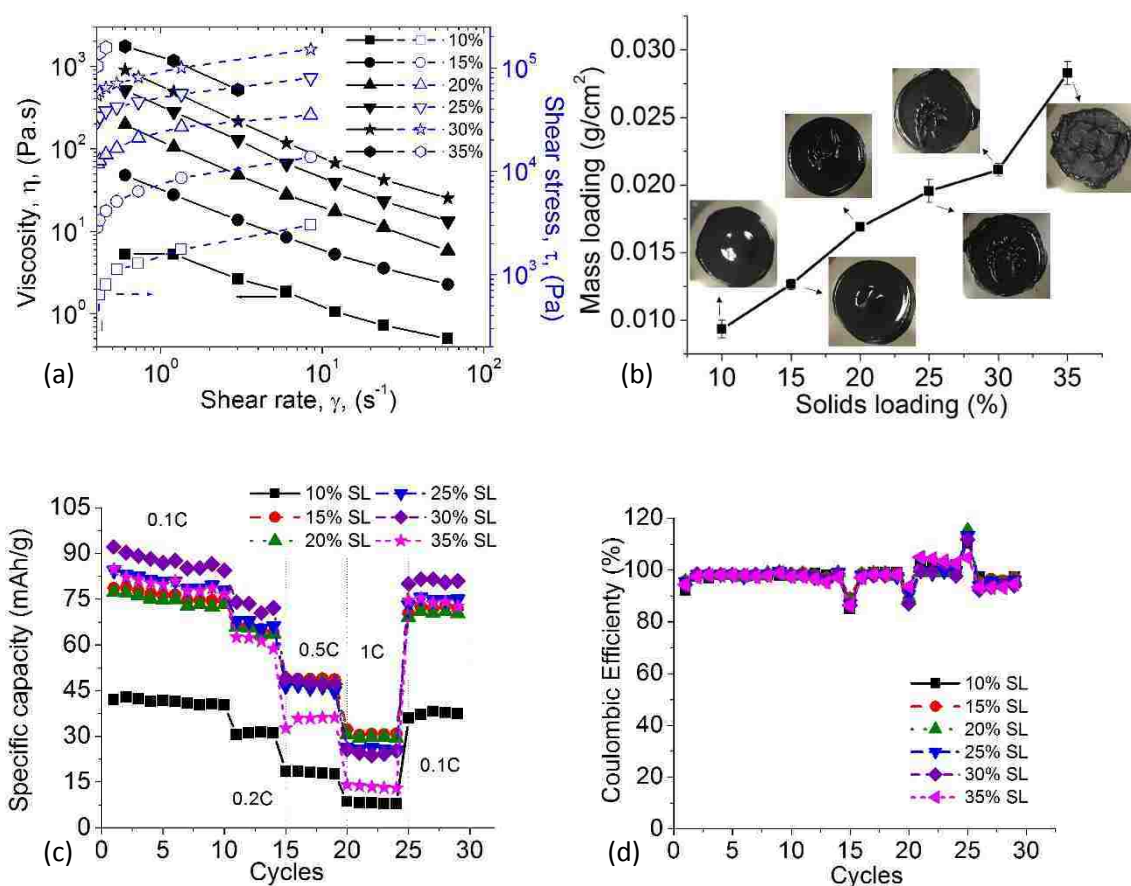 10%
15%
20%
25%
30%
35%
10³
10²
10¹
10⁰
10⁵
10⁴
10³
Viscosity, η, (Pa.s)
Shear stress, τ, (Pa)
10⁰ 10¹ 10²
Shear rate, γ, (s⁻¹)
(a)
0.030
0.025
0.020
0.015
0.010
Mass loading (g/cm²)
10 15 20 25 30 35
Solids loading (%)
(b)
10% SL 25% SL
15% SL 30% SL
20% SL 35% SL
105
90
75
60
45
30
15
0
0.1C
0.5C
1C
0.2C
0.1C
Specific capacity (mAh/g)
0 5 10 15 20 25 30
Cycles
(c)
120
100
80
60
40
20
0
Coulombic Efficienty (%)
10% SL
15% SL
20% SL
25% SL
30% SL
35% SL
0 5 10 15 20 25 30
Cycles
(d)